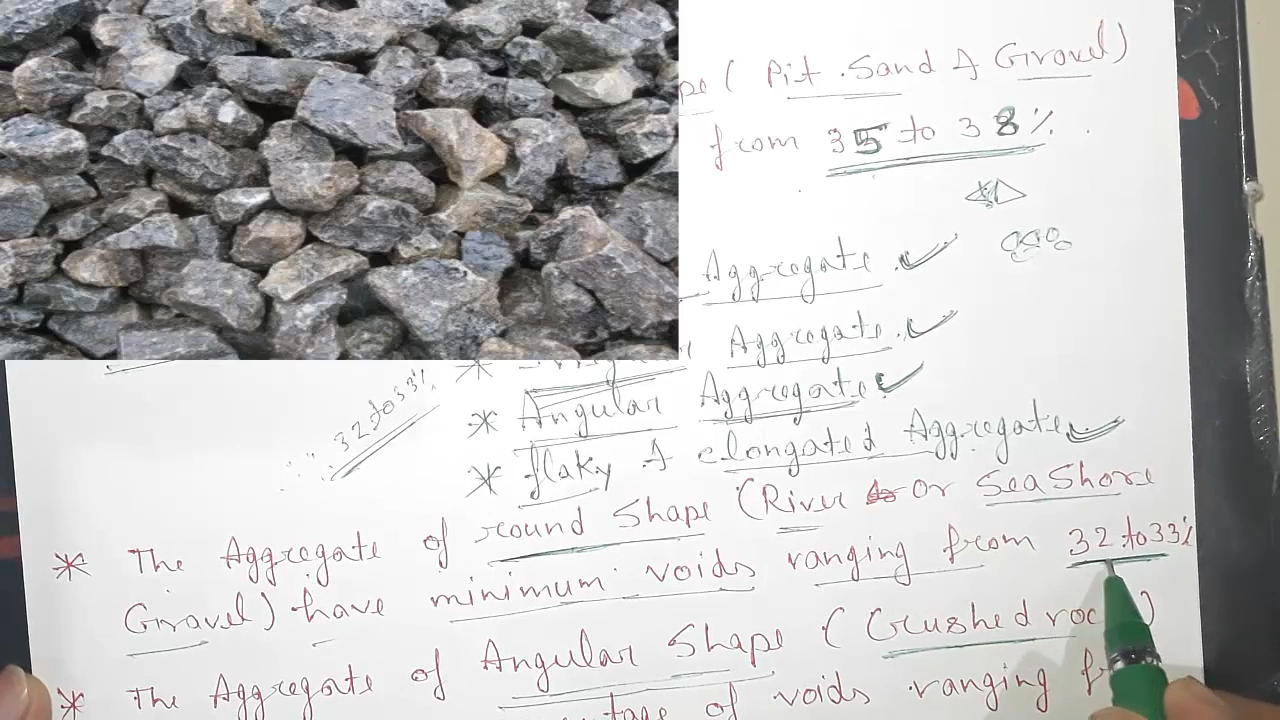 pe ( Pit Sand & Gravel)
from 35 to 38%.
Aggregate.
Aggregate.
* Angular Aggregate
32 to 33%
* flaky & elongated Aggregate
* The Aggregate of round Shape (River or Sea Shore
Gravel) have minimum voids ranging from 32 to 33%
* The Aggregate of Angular Shape ( Crushed roc )
of voids ranging